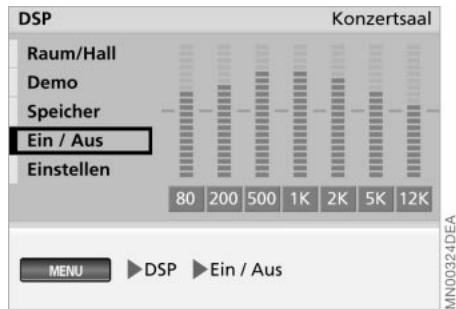 DSP Konzertsaal
Raum/Hall
Demo
Speicher
Ein / Aus
Einstellen
80 200 500 1K 2K 5K 12K
MENU DSP Ein / Aus
MN00324DEA